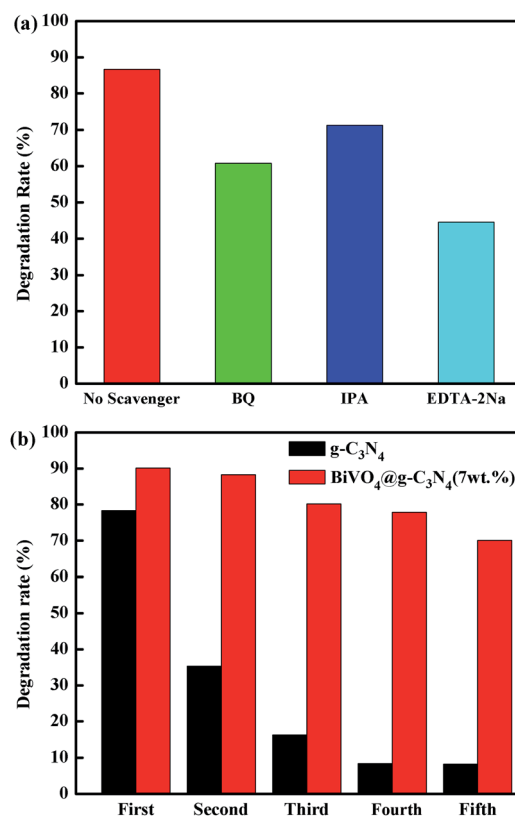 (a)
100
90
80
70
60
50
40
30
20
10
0
Degradation Rate (%)
No Scavenger BQ IPA EDTA-2Na
(b)
100
90
80
70
60
50
40
30
20
10
0
Degradation rate (%)
g-C₃N₄
BiVO₄@g-C₃N₄(7wt.%)
First Second Third Fourth Fifth